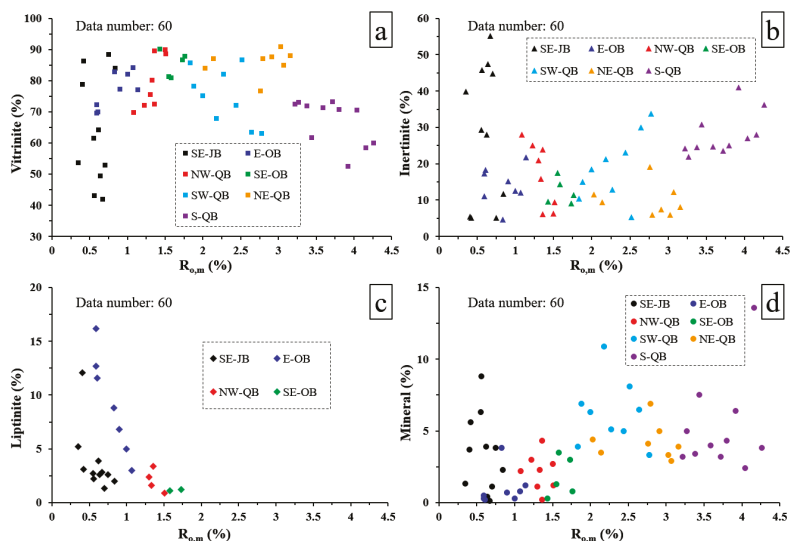 Data number: 60
a
100
90
80
70
60
50
40
30
Vitrinite (%)
SE-JB E-OB
NW-QB SE-OB
SW-QB NE-QB
S-QB
0 0.5 1 1.5 2 2.5 3 3.5 4 4.5
Ro,m (%)
Data number: 60
b
60
50
40
30
20
10
0
Inertinite (%)
SE-JB E-OB NW-QB SE-OB
SW-QB NE-QB S-QB
0 0.5 1 1.5 2 2.5 3 3.5 4 4.5
Ro,m (%)
Data number: 60
c
20
15
10
5
0
Liptinite (%)
SE-JB E-OB
NW-QB SE-OB
0 0.5 1 1.5 2 2.5 3 3.5 4 4.5
Ro,m (%)
Data number: 60
d
15
10
5
0
Mineral (%)
SE-JB E-OB
NW-QB SE-OB
SW-QB NE-QB
S-QB
0 0.5 1 1.5 2 2.5 3 3.5 4 4.5
Ro,m (%)